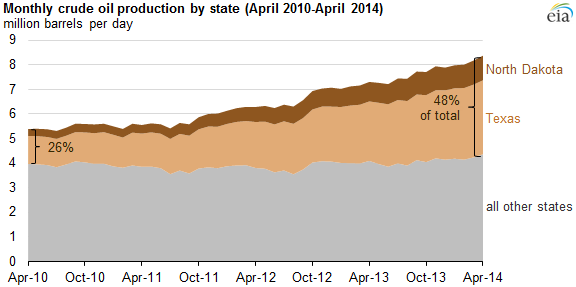 Monthly crude oil production by state (April 2010-April 2014)
million barrels per day
eia
9
8
7
6
5
4
3
2
1
0
North Dakota
48%
of total
Texas
26%
all other states
Apr-10 Oct-10 Apr-11 Oct-11 Apr-12 Oct-12 Apr-13 Oct-13 Apr-14